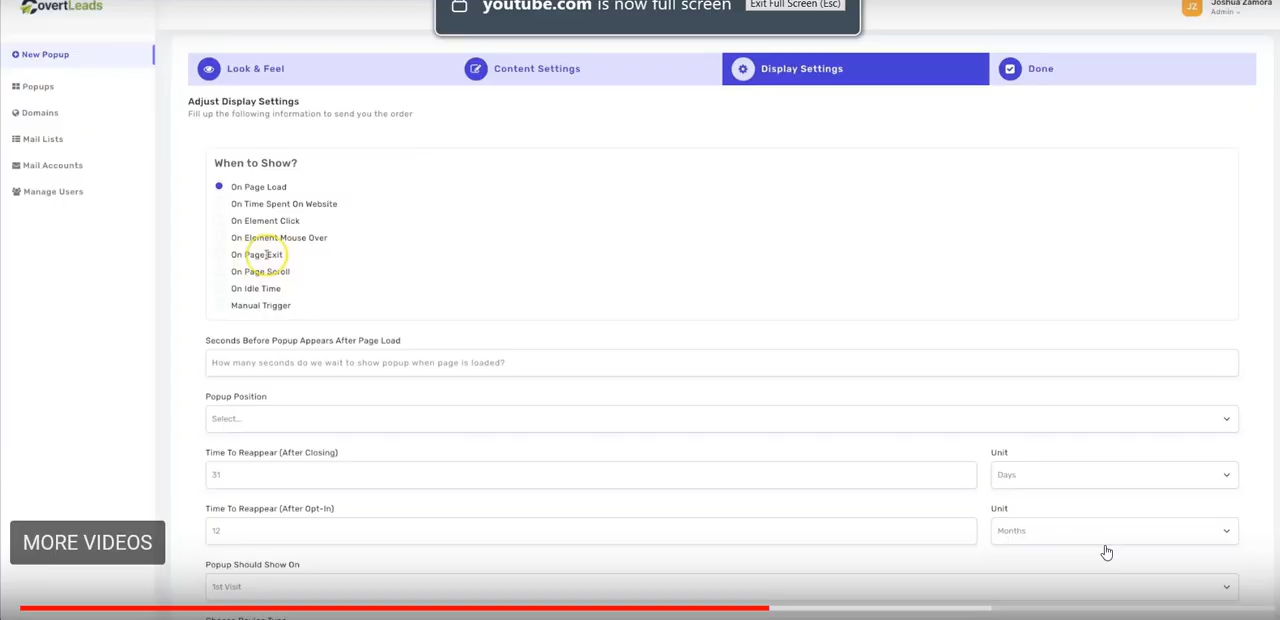 overtLeads
youtube.com is now full screen
Exit Full Screen (Esc)
JZ
Joshua Zamora
Admin
New Popup
Popups
Domains
Mail Lists
Mail Accounts
Manage Users
Look & Feel
Content Settings
Display Settings
Done
Adjust Display Settings
Fill up the following information to send you the order
When to Show?
On Page Load
On Time Spent On Website
On Element Click
On Element Mouse Over
On Page Exit
On Page Scroll
On Idle Time
Manual Trigger
Seconds Before Popup Appears After Page Load
How many seconds do we wait to show popup when page is loaded?
Popup Position
Select...
Time To Reappear (After Closing)
Unit
31
Days
Time To Reappear (After Opt-In)
Unit
12
Months
MORE VIDEOS
Popup Should Show On
1st Visit
Choose Device Type